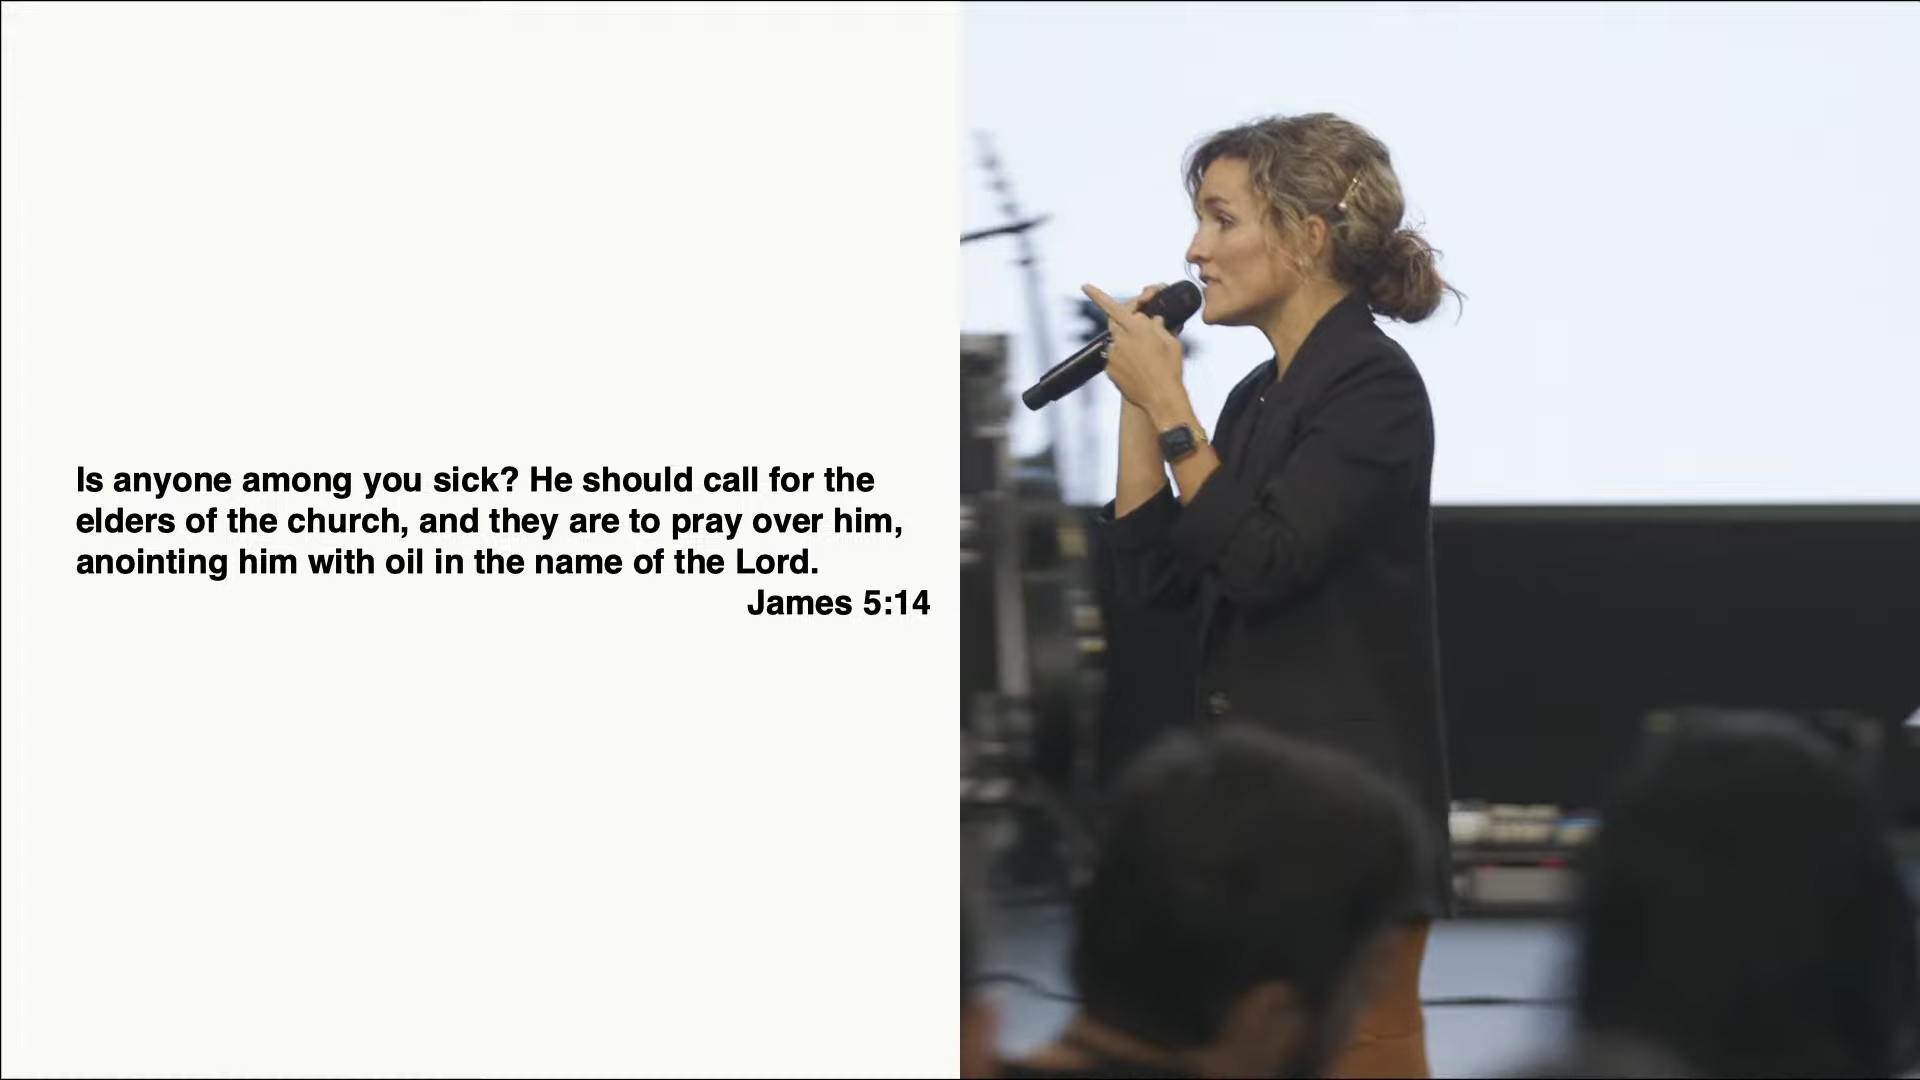 Is anyone among you sick? He should call for the
elders of the church, and they are to pray over him,
anointing him with oil in the name of the Lord.
James 5:14